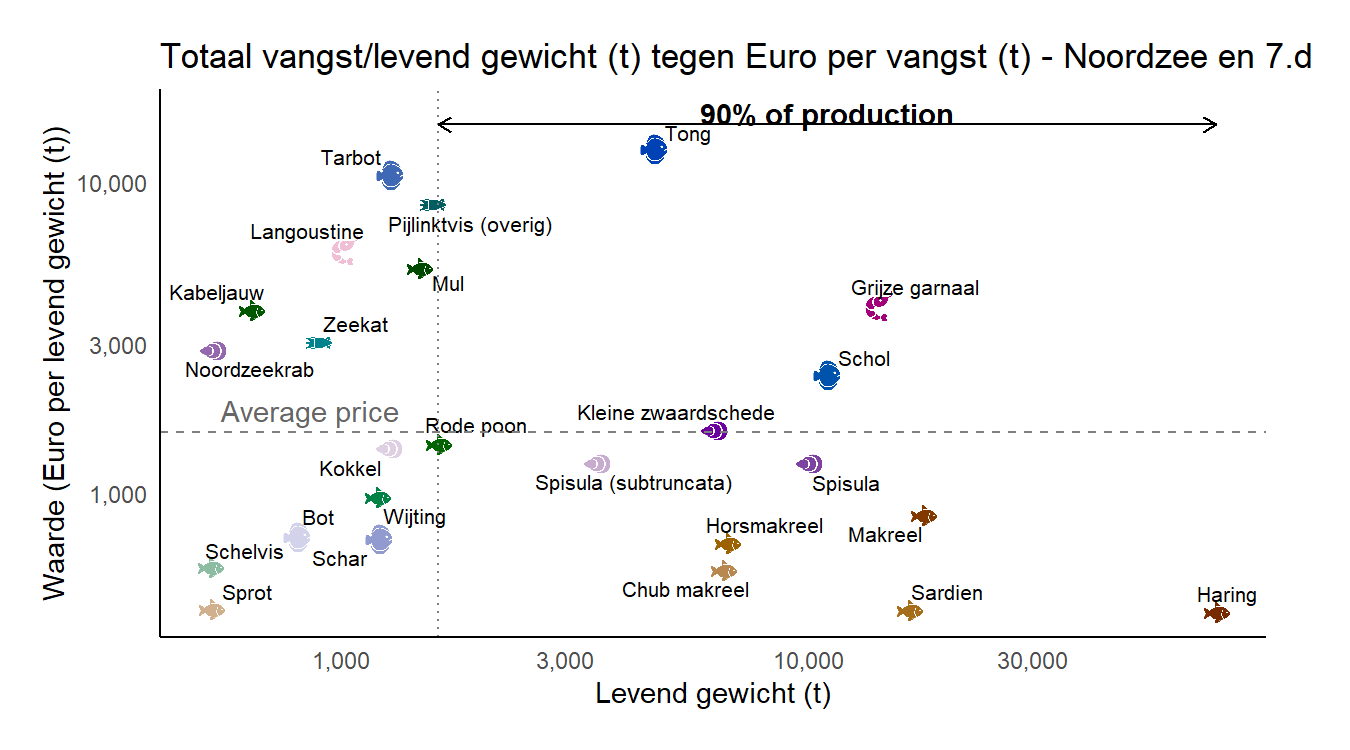 Totaal vangst/levend gewicht (t) tegen Euro per vangst (t) - Noordzee en 7.d
90% of production
Tong
Tarbot
10,000
Pijlinktvis (overig)
Langoustine
Mul
Grijze garnaal
Kabeljauw
Zeekat
3,000
Schol
Noordzeekrab
Average price
Kleine zwaardschede
Rode poon
Kokkel
Spisula (subtruncata)
Spisula
1,000
Bot
Wijting
Horsmakreel
Makreel
Schelvis
Schar
Chub makreel
Sprot
Sardien
Haring
Waarde (Euro per levend gewicht (t))
1,000
3,000
10,000
30,000
Levend gewicht (t)